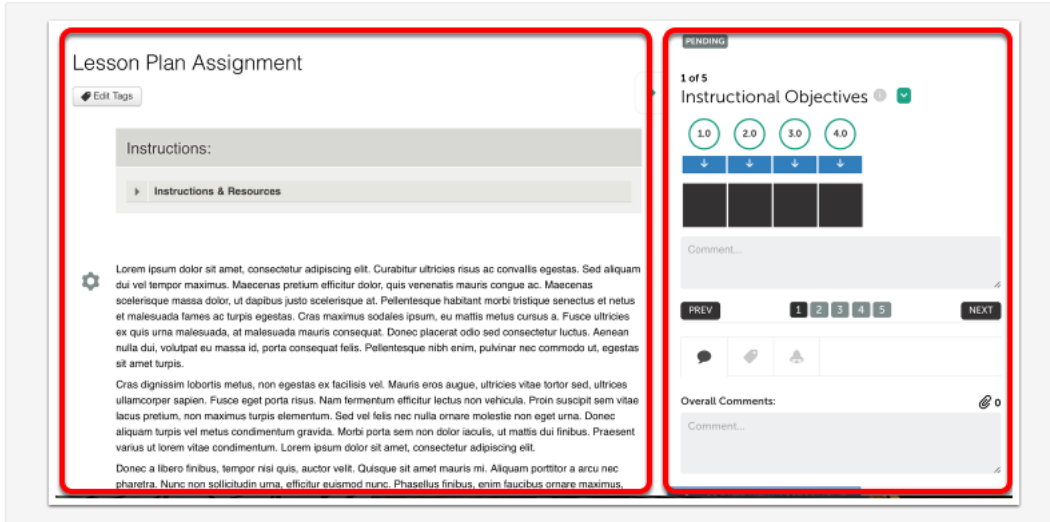 Lesson Plan Assignment
Edit Tags
Instructions:
Instructions & Resources
Lorem ipsum dolor sit amet, consectetur adipiscing elit. Curabitur ultricies risus ac convallis egestas. Sed aliquam
dui vel tempor maximus. Maecenas pretium efficitur dolor, quis venenatis mauris congue ac. Maecenas
scelerisque massa dolor, ut dapibus justo scelerisque at. Pellentesque habitant morbi tristique senectus et netus
et malesuada fames ac turpis egestas. Cras maximus sodales ipsum, eu mattis metus cursus a. Fusce ultricies
ex quis urna malesuada, at malesuada mauris consequat. Donec placerat odio sed consectetur luctus. Aenean
nulla dui, volutpat eu massa id, porta consequat felis. Pellentesque nibh enim, pulvinar nec commodo ut, egestas
sit amet turpis.
Cras dignissim lobortis metus, non egestas ex facilisis vel. Mauris eros augue, ultricies vitae tortor sed, ultrices
ullamcorper sapien. Fusce eget porta risus. Nam fermentum efficitur lectus non vehicula. Proin suscipit sem vitae
lacus pretium, non maximus turpis elementum. Sed vel felis nec nulla ornare molestie non eget urna. Donec
aliquam turpis vel metus condimentum gravida. Morbi porta sem non dolor iaculis, ut mattis dui finibus. Praesent
varius ut lorem vitae condimentum. Lorem ipsum dolor sit amet, consectetur adipiscing elit.
Donec a libero finibus, tempor nisi quis, auctor velit. Quisque sit amet mauris mi. Aliquam porttitor a arcu nec
pharetra. Nunc non sollicitudin urna, efficitur euismod nunc. Phasellus finibus, enim faucibus ornare maximus,
PENDING
1 of 5
Instructional Objectives
1.0 2.0 3.0 4.0
Comment...
PREV 1 2 3 4 5 NEXT
Overall Comments: 0
Comment...